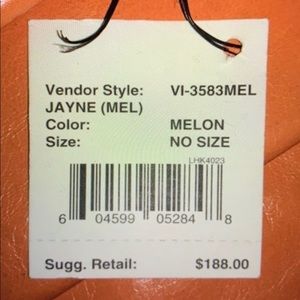 Vendor Style: VI-3583MEL
JAYNE (MEL)
Color: MELON
Size: NO SIZE
LHK4023
6 04599 05284 8
Sugg. Retail: $188.00